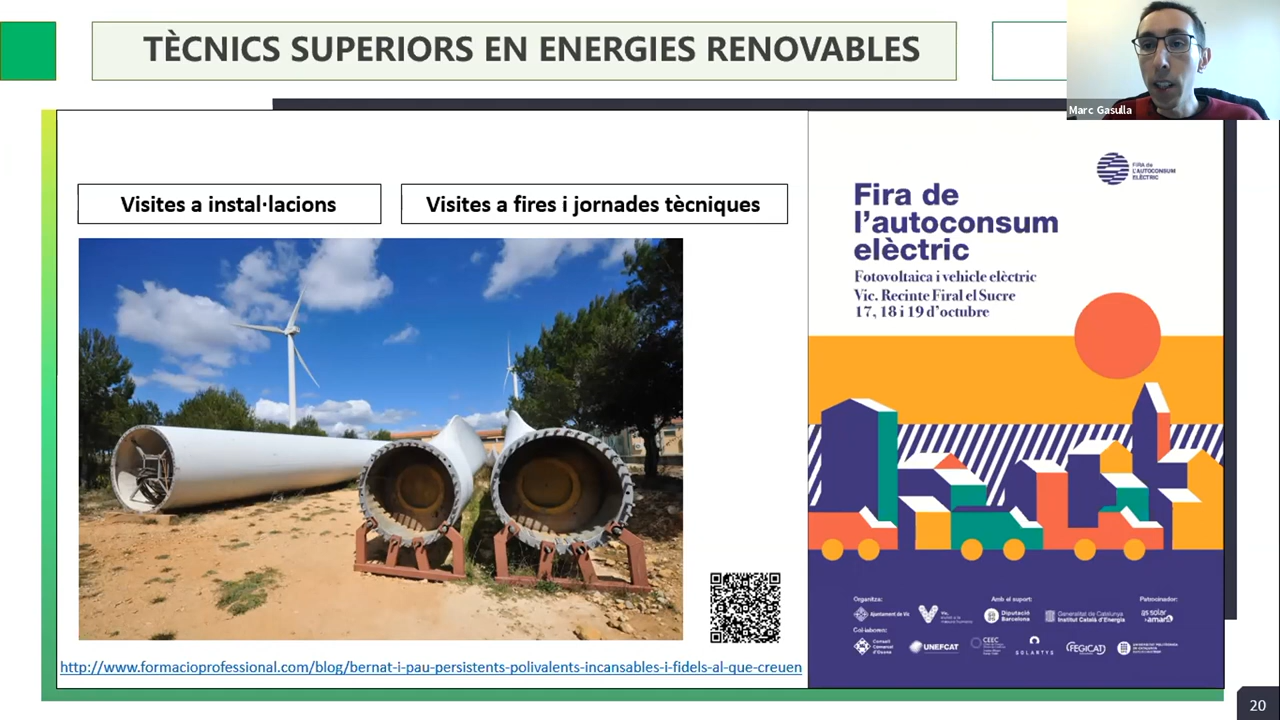 TÈCNICS SUPERIORS EN ENERGIES RENOVABLES
Marc Gasulla
Visites a instal·lacions
Visites a fires i jornades tècniques
FIRA DE
L'AUTOCONSUM
ELÈCTRIC
Fira de
l'autoconsum
elèctric
Fotovoltaica i vehicle elèctric
Vic. Recinte Firal el Sucre
17, 18 i 19 d'octubre
Organitza:
Amb el suport:
Patrocinador:
Ajuntament de Vic
Diputació
Barcelona
Generalitat de Catalunya
Institut Català d'Energia
Col·laboren:
Consell
Comarcal
d'Osona
UNEFCAT
CEEC
SOLARTYS
FEGICAT
http://www.formacioprofessional.com/blog/bernat-i-pau-persistents-polivalents-incansables-i-fidels-al-que-creuen
20